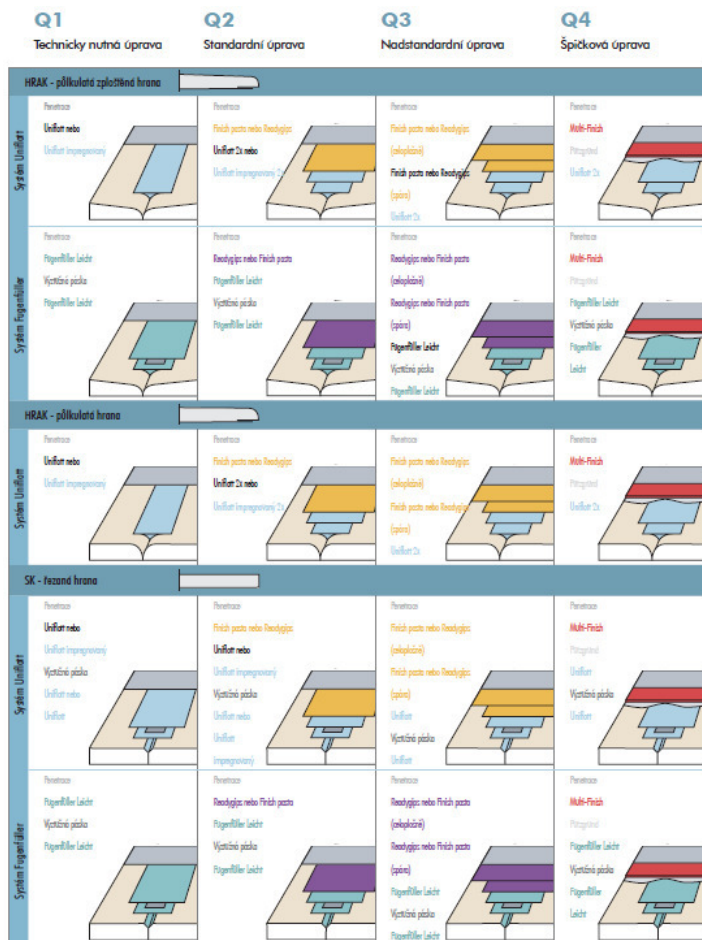 Q1
Technicky nutná úprava
Q2
Standardní úprava
Q3
Nadstandardní úprava
Q4
Špičková úprava
HRAK - půlkulatá zploštěná hrana
Systém Uniflott
Penetrace
Uniflott nebo
Uniflott impregnovaný
Penetrace
Finish pasta nebo Readygips
Uniflott 2x nebo
Uniflott impregnovaný 2x
Penetrace
Finish pasta nebo Readygips
(celoplošně)
Finish pasta nebo Readygips
(spára)
Uniflott 2x
Penetrace
Multi-Finish
Putzgrund
Uniflott 2x
Systém Fugenfüller
Penetrace
Fugenfüller Leicht
Výztužná páska
Fugenfüller Leicht
Penetrace
Readygips nebo Finish pasta
Fugenfüller Leicht
Výztužná páska
Fugenfüller Leicht
Penetrace
Readygips nebo Finish pasta
(celoplošně)
Readygips nebo Finish pasta
(spára)
Fugenfüller Leicht
Výztužná páska
Fugenfüller Leicht
Penetrace
Multi-Finish
Putzgrund
Fugenfüller Leicht
Výztužná páska
Fugenfüller
Leicht
HRAK - půlkulatá hrana
Systém Uniflott
Penetrace
Uniflott nebo
Uniflott impregnovaný
Penetrace
Finish pasta nebo Readygips
Uniflott 2x nebo
Uniflott impregnovaný 2x
Penetrace
Finish pasta nebo Readygips
(celoplošně)
Finish pasta nebo Readygips
(spára)
Uniflott 2x
Penetrace
Multi-Finish
Putzgrund
Uniflott 2x
SK - řezaná hrana
Systém Uniflott
Penetrace
Uniflott nebo
Uniflott impregnovaný
Výztužná páska
Uniflott nebo
Uniflott
Penetrace
Finish pasta nebo Readygips
Uniflott nebo
Uniflott impregnovaný
Výztužná páska
Uniflott nebo
Uniflott
impregnovaný
Penetrace
Finish pasta nebo Readygips
(celoplošně)
Finish pasta nebo Readygips
(spára)
Uniflott
Výztužná páska
Uniflott
Penetrace
Multi-Finish
Putzgrund
Uniflott
Výztužná páska
Uniflott
Systém Fugenfüller
Penetrace
Fugenfüller Leicht
Výztužná páska
Fugenfüller Leicht
Penetrace
Readygips nebo Finish pasta
Fugenfüller Leicht
Výztužná páska
Fugenfüller Leicht
Penetrace
Readygips nebo Finish pasta
(celoplošně)
Readygips nebo Finish pasta
(spára)
Fugenfüller Leicht
Výztužná páska
Fugenfüller Leicht
Penetrace
Multi-Finish
Putzgrund
Fugenfüller Leicht
Výztužná páska
Fugenfüller
Leicht